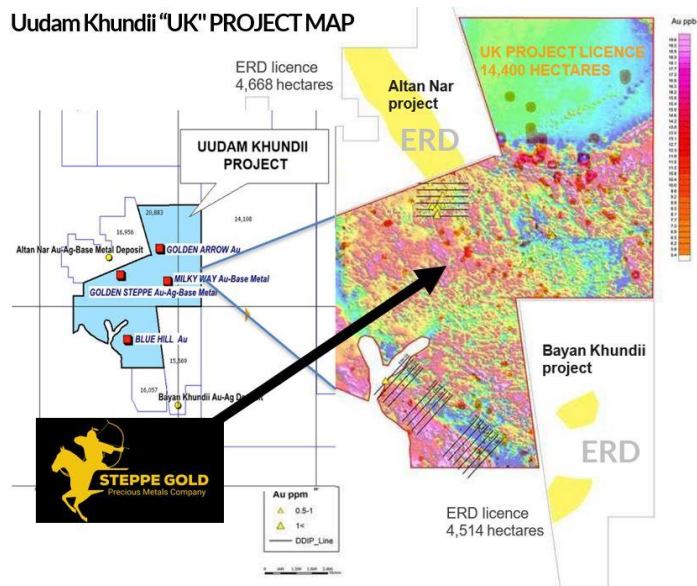 Uudam Khundii “UK" PROJECT MAP
Au ppb
UK PROJECT LICENCE
14,400 HECTARES
ERD licence
4,668 hectares
Altan Nar
project
ERD
UUDAM KHUNDII
PROJECT
20,883
14,108
16,956
Altan Nar Au-Ag-Base Metal Deposit
GOLDEN ARROW Au
MILKY WAY Au-Base Metal
GOLDEN STEPPE Au-Ag-Base Metal
BLUE HILL Au
15,569
16,057
Bayan Khundii Au-Ag Deposit
Bayan Khundii
project
ERD
STEPPE GOLD
Precious Metals Company
Au ppm
0.5-1
1<
DDIP_Line
ERD licence
4,514 hectares